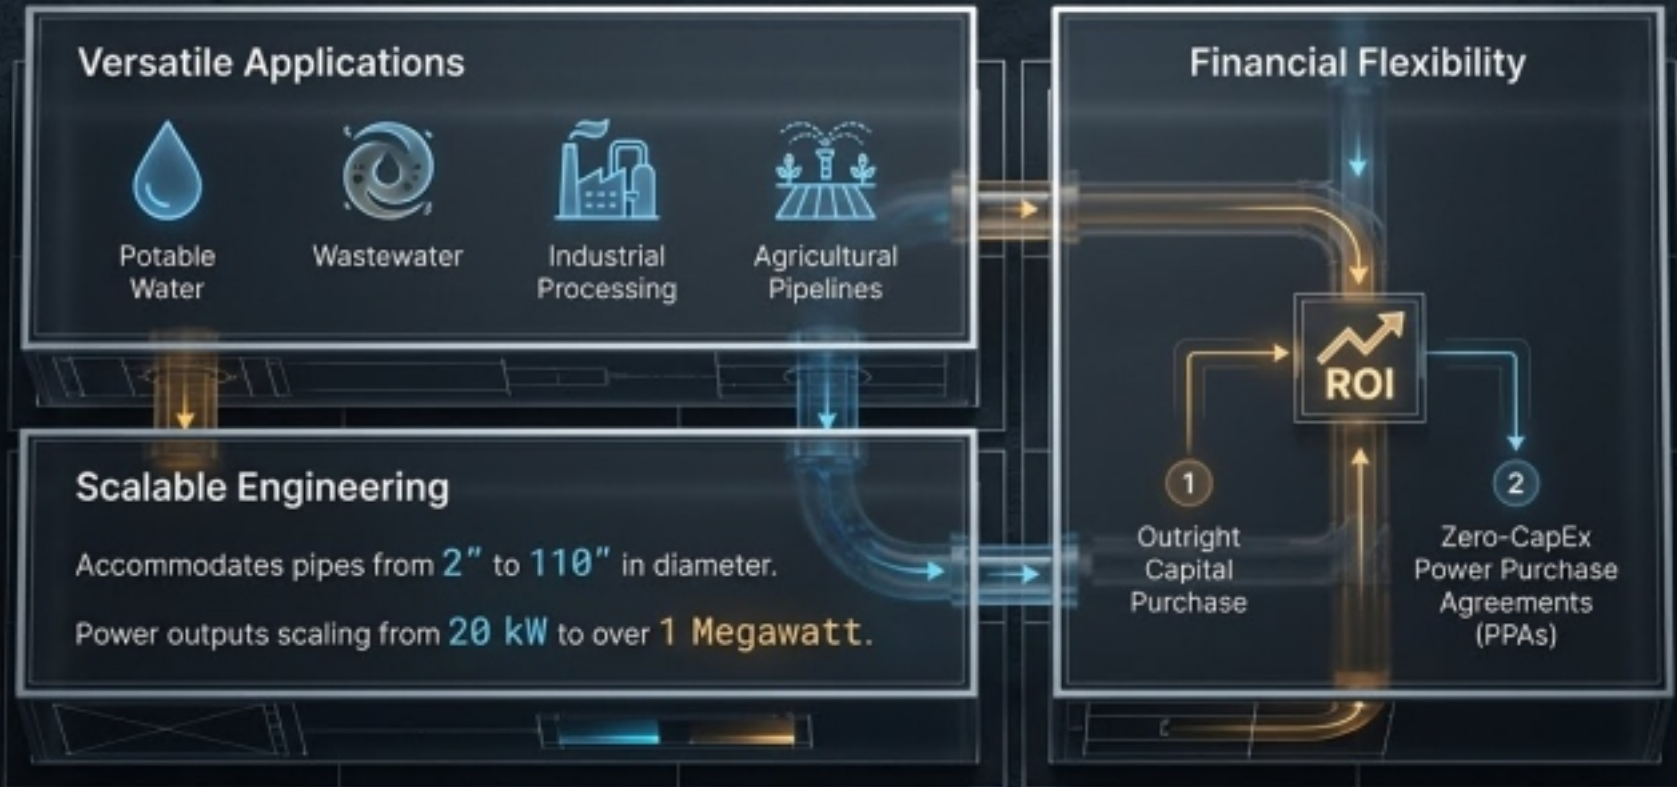 Versatile Applications
Potable
Water
Wastewater
Industrial
Processing
Agricultural
Pipelines
Scalable Engineering
Accommodates pipes from 2" to 110" in diameter.
Power outputs scaling from 20 kW to over 1 Megawatt.
Financial Flexibility
ROI
1
Outright
Capital
Purchase
2
Zero-CapEx
Power Purchase
Agreements
(PPAs)